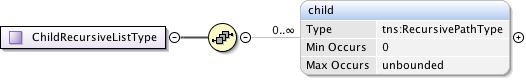 ChildRecursiveListType
0..∞
child
Type tns:RecursivePathType
Min Occurs 0
Max Occurs unbounded